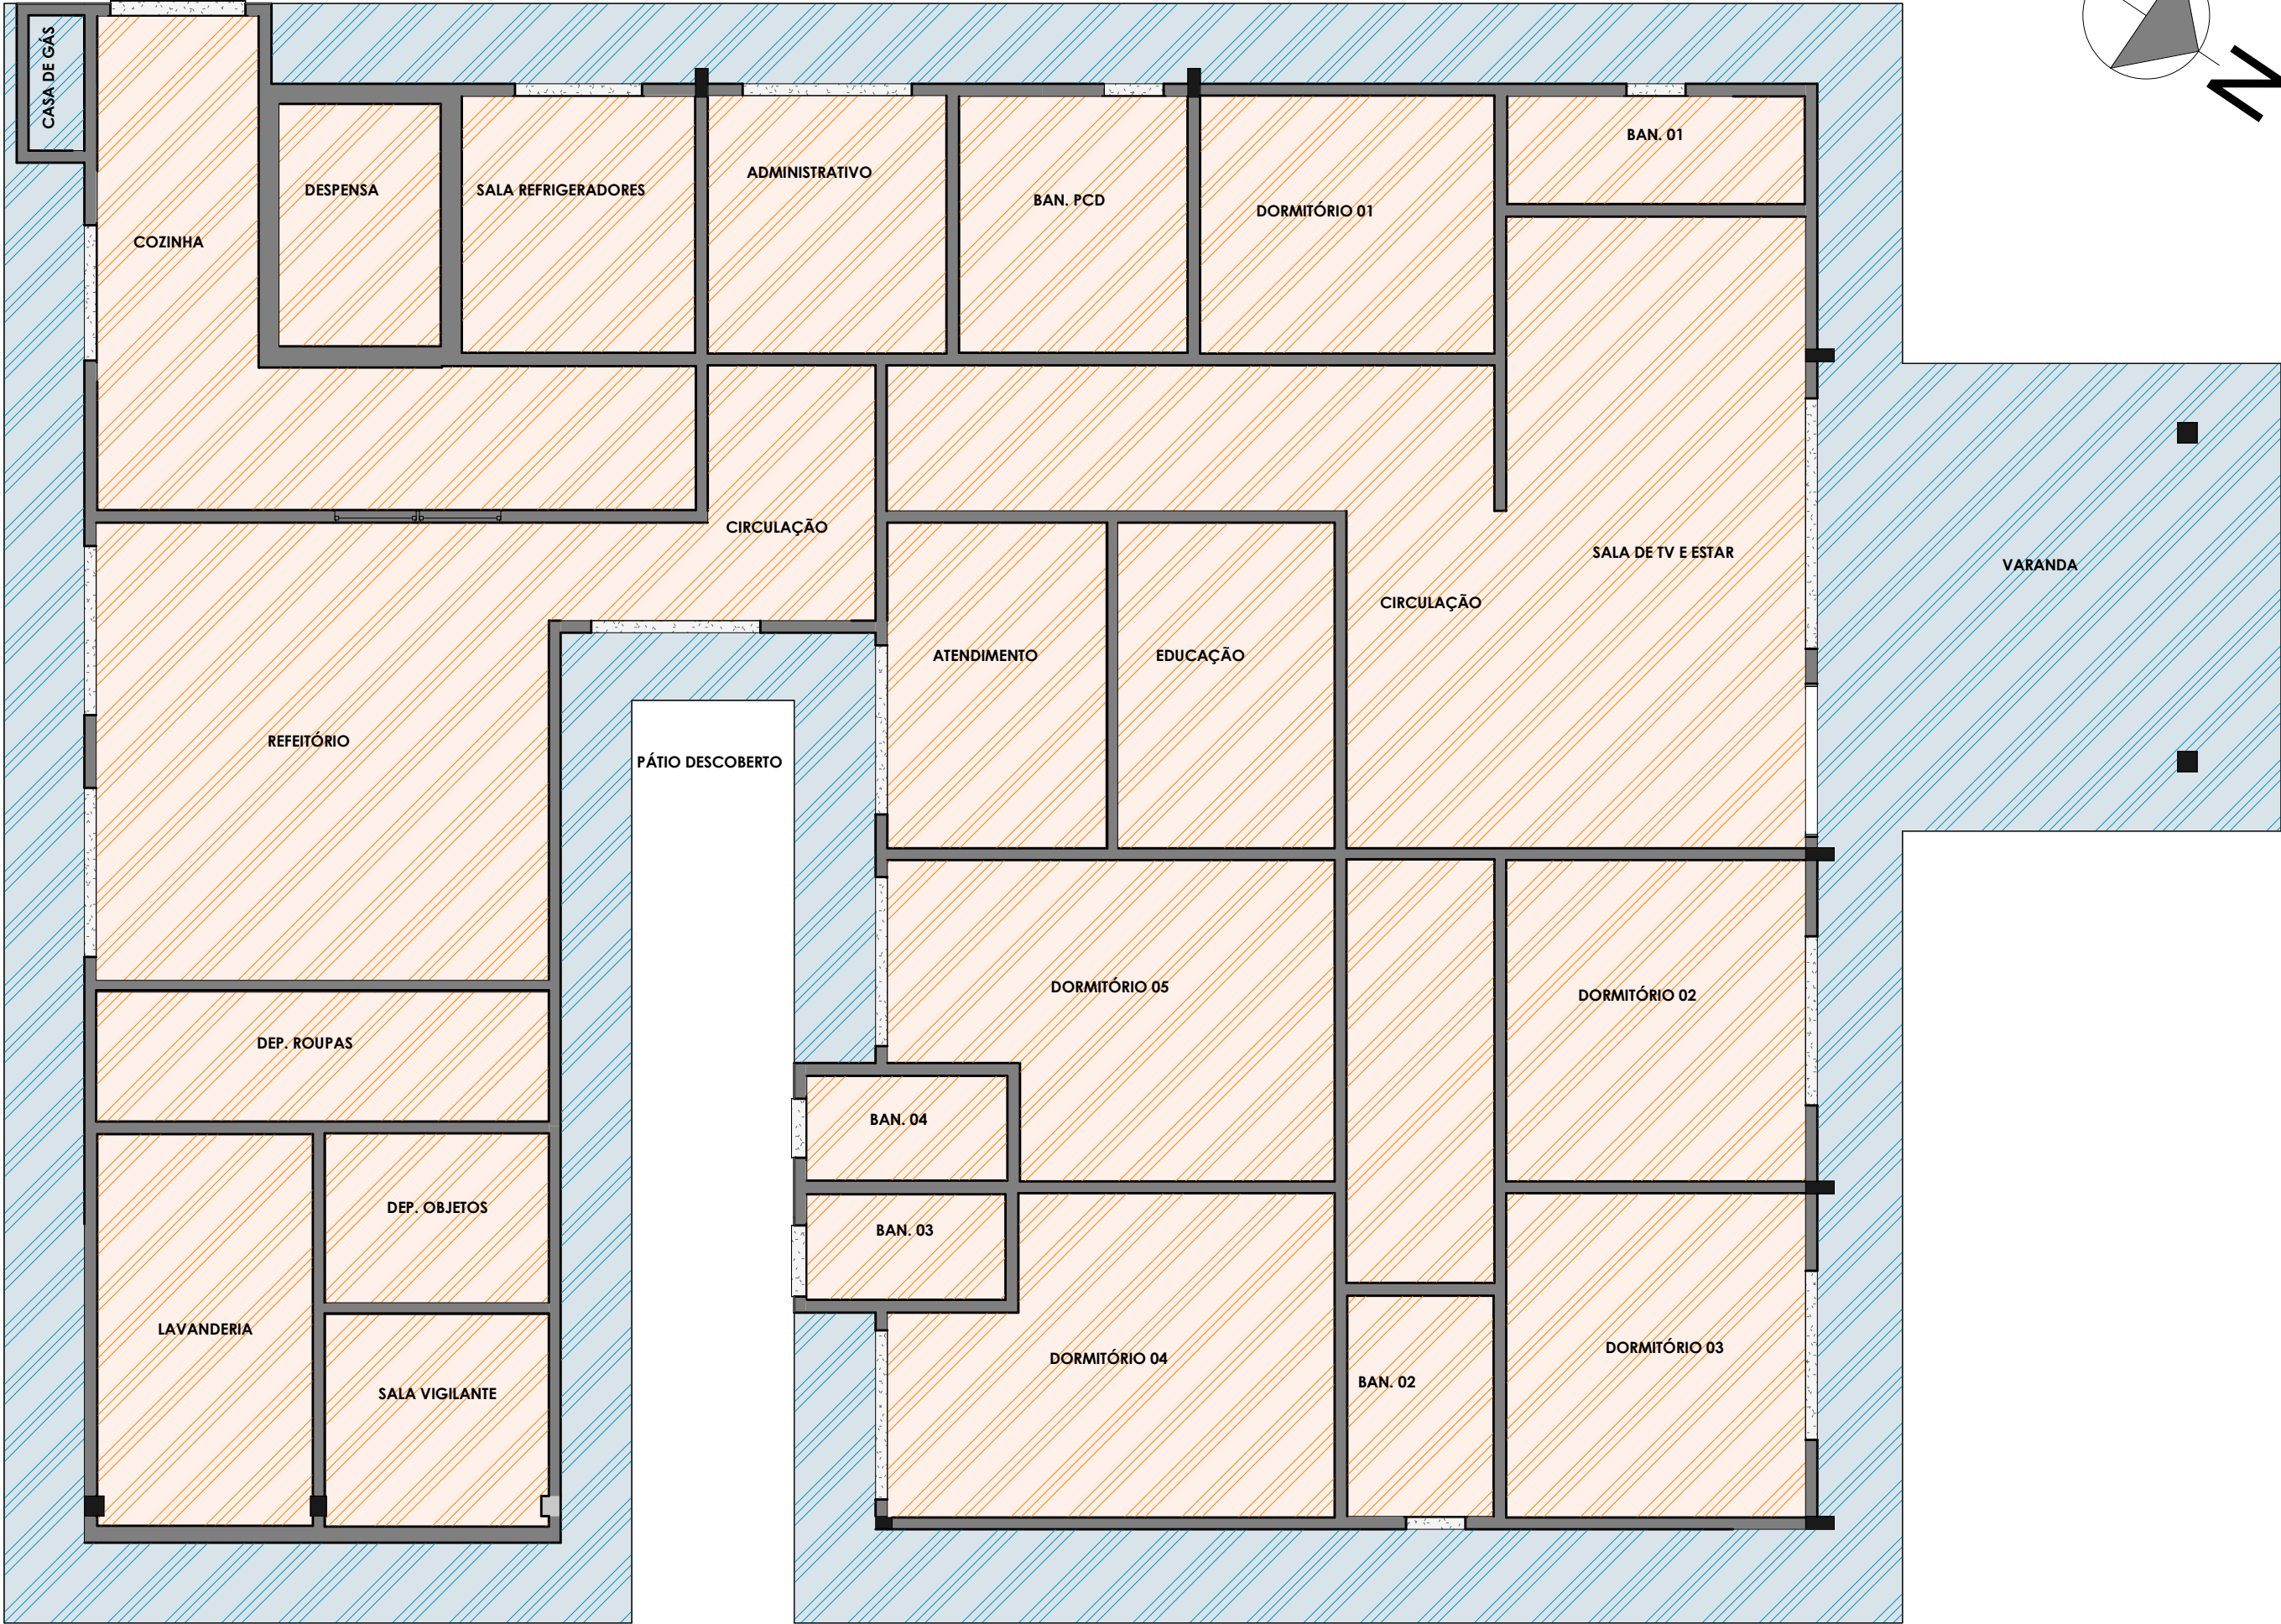 CASA DE GÁS
N
BAN. 01
ADMINISTRATIVO
DESPENSA
SALA REFRIGERADORES
BAN. PCD
DORMITÓRIO 01
COZINHA
CIRCULAÇÃO
SALA DE TV E ESTAR
VARANDA
CIRCULAÇÃO
ATENDIMENTO
EDUCAÇÃO
REFEITÓRIO
PÁTIO DESCOBERTO
DORMITÓRIO 05
DORMITÓRIO 02
DEP. ROUPAS
BAN. 04
DEP. OBJETOS
BAN. 03
LAVANDERIA
DORMITÓRIO 03
DORMITÓRIO 04
BAN. 02
SALA VIGILANTE